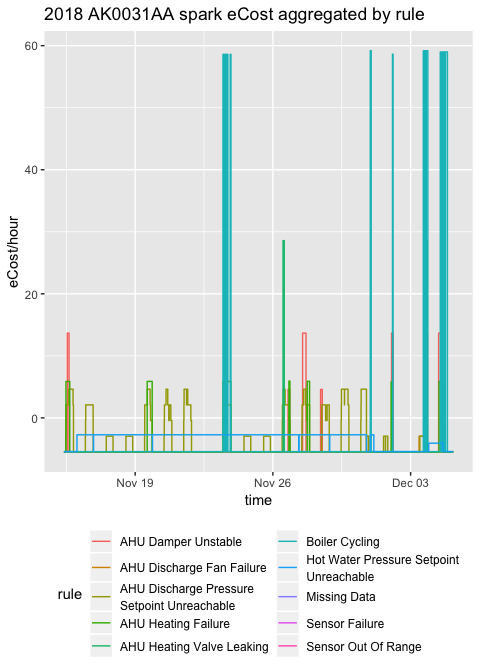 2018 AK0031AA spark eCost aggregated by rule
60
40
20
0
eCost/hour
Nov 19 Nov 26 Dec 03
time
rule
AHU Damper Unstable
AHU Discharge Fan Failure
AHU Discharge Pressure
Setpoint Unreachable
AHU Heating Failure
AHU Heating Valve Leaking
Boiler Cycling
Hot Water Pressure Setpoint
Unreachable
Missing Data
Sensor Failure
Sensor Out Of Range